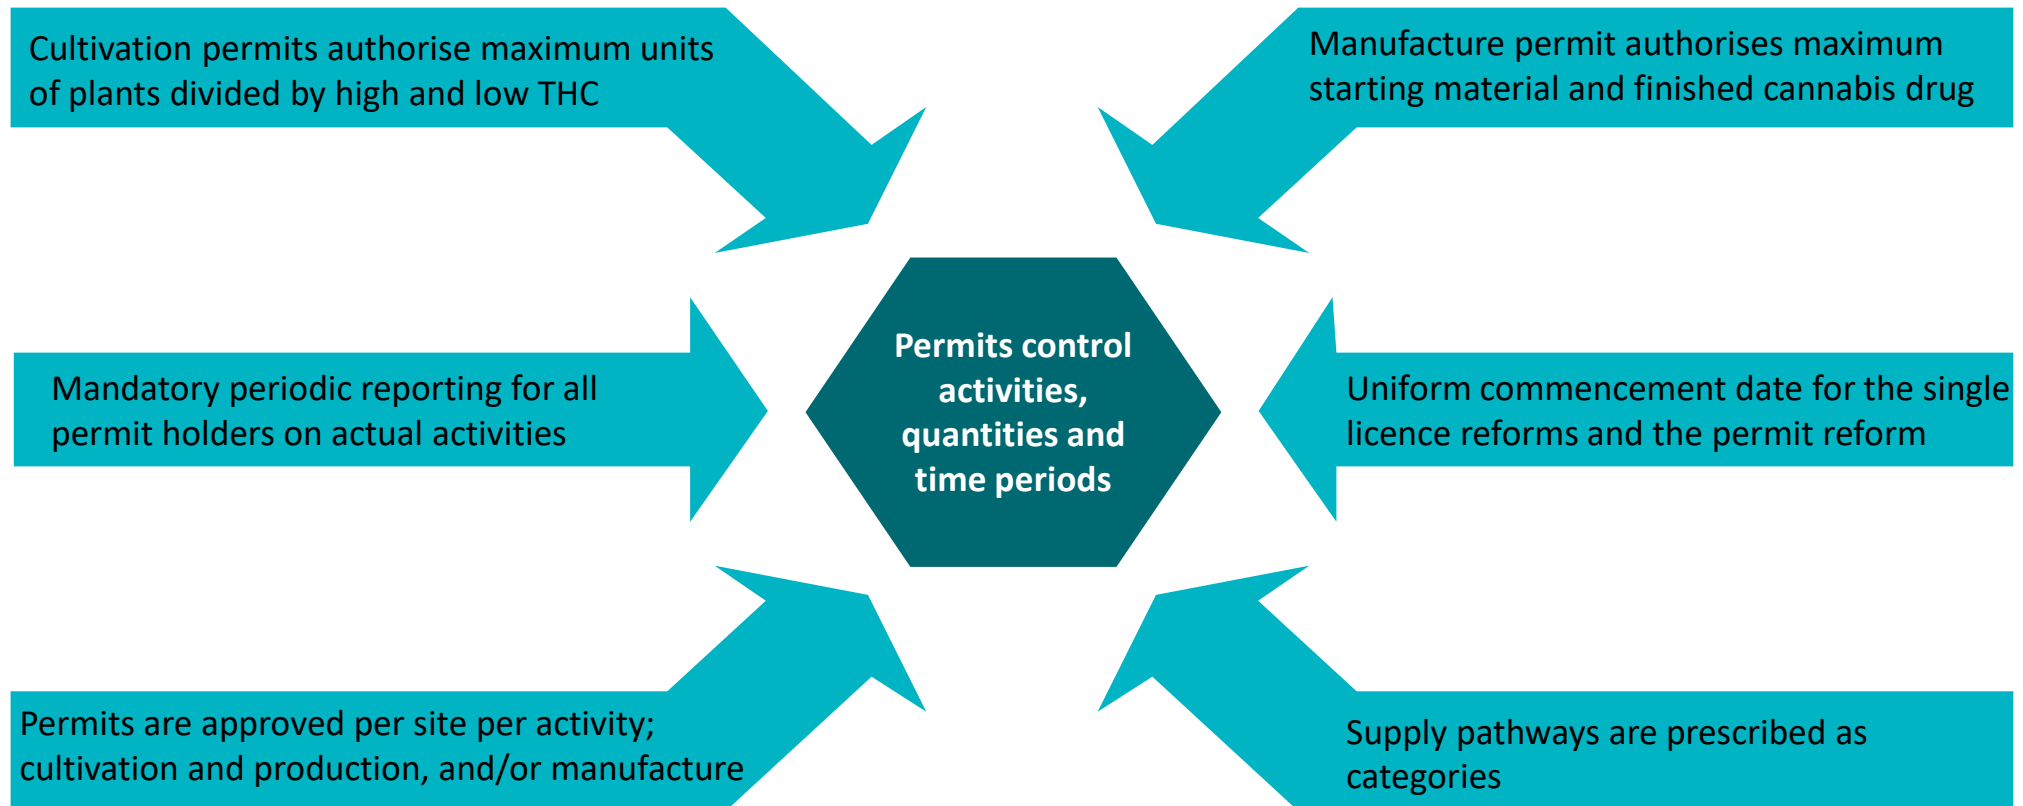 Cultivation permits authorise maximum units
of plants divided by high and low THC
Manufacture permit authorises maximum
starting material and finished cannabis drug
Mandatory periodic reporting for all
permit holders on actual activities
Permits control
activities,
quantities and
time periods
Uniform commencement date for the single
licence reforms and the permit reform
Permits are approved per site per activity;
cultivation and production, and/or manufacture
Supply pathways are prescribed as
categories